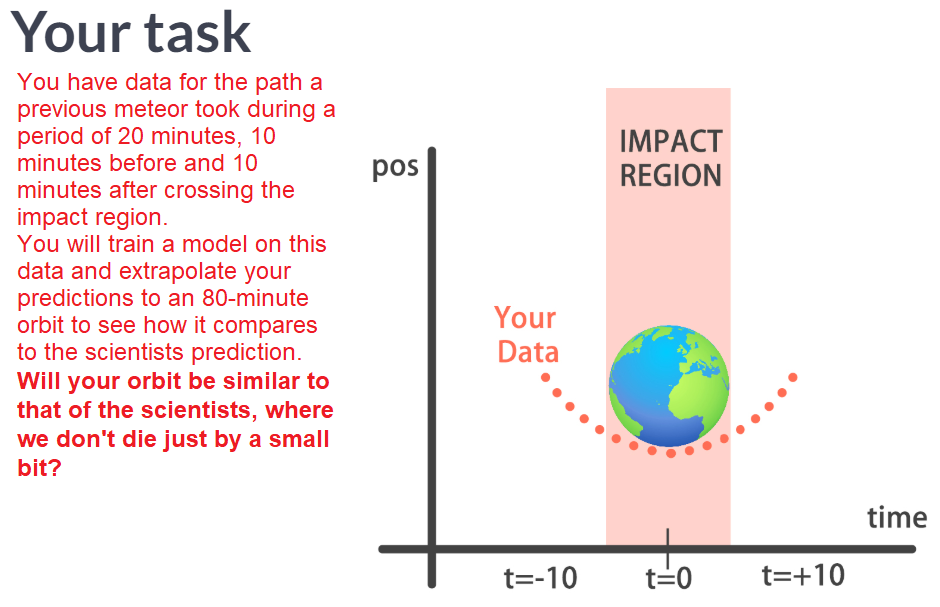 Your task
You have data for the path a
previous meteor took during a
period of 20 minutes, 10
minutes before and 10
minutes after crossing the
impact region.
You will train a model on this
data and extrapolate your
predictions to an 80-minute
orbit to see how it compares
to the scientists prediction.
Will your orbit be similar to
that of the scientists, where
we don't die just by a small
bit?
pos
IMPACT
REGION
Your
Data
time
t=-10
t=0
t=+10